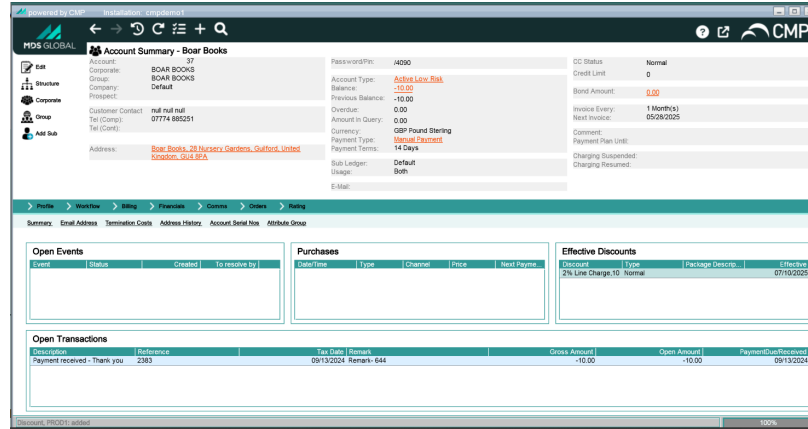 powered by CMP    Installation: cmpdemo1
MDS GLOBAL
CMP
Account Summary - Boar Books
Edit
Structure
Corporate
Group
Add Sub
Account: 37
Corporate: BOAR BOOKS
Group: BOAR BOOKS
Company: Default
Prospect:
Customer Contact null null null
Tel (Comp): 07774 885251
Tel (Cont):
Address: Boar Books, 28 Nursery Gardens, Guilford, United
Kingdom, GU4 6PA
Password/Pin: /4090
Account Type: Active Low Risk
Balance: -10.00
Previous Balance: -10.00
Overdue: 0.00
Amount in Query: 0.00
Currency: GBP Pound Sterling
Payment Type: Manual Payment
Payment Terms: 14 Days
Sub Ledger: Default
Usage: Both
E-Mail:
CC Status Normal
Credit Limit 0
Bond Amount: 0.00
Invoice Every: 1 Month(s)
Next invoice: 05/28/2025
Comment:
Payment Plan Until:
Charging Suspended:
Charging Resumed:
Profile Workflow Billing Financials Comms Orders Rating
Summary Email Address Termination Costs Address History Account Serial Nos Attribute Group
Open Events
Event Status Created To resolve by
Purchases
Date/Time Type Channel Price Next Payme...
Effective Discounts
Discount Type Package Descrip... Effective
2% Line Charge,10 Normal 07/10/2025
Open Transactions
Description Reference Tax Date Remark Gross Amount Open Amount PaymentDue/Received
Payment received - Thank you 2383 09/13/2024 Remark- 644 -10.00 -10.00 09/13/2024
Discount, PROD1: added 100%